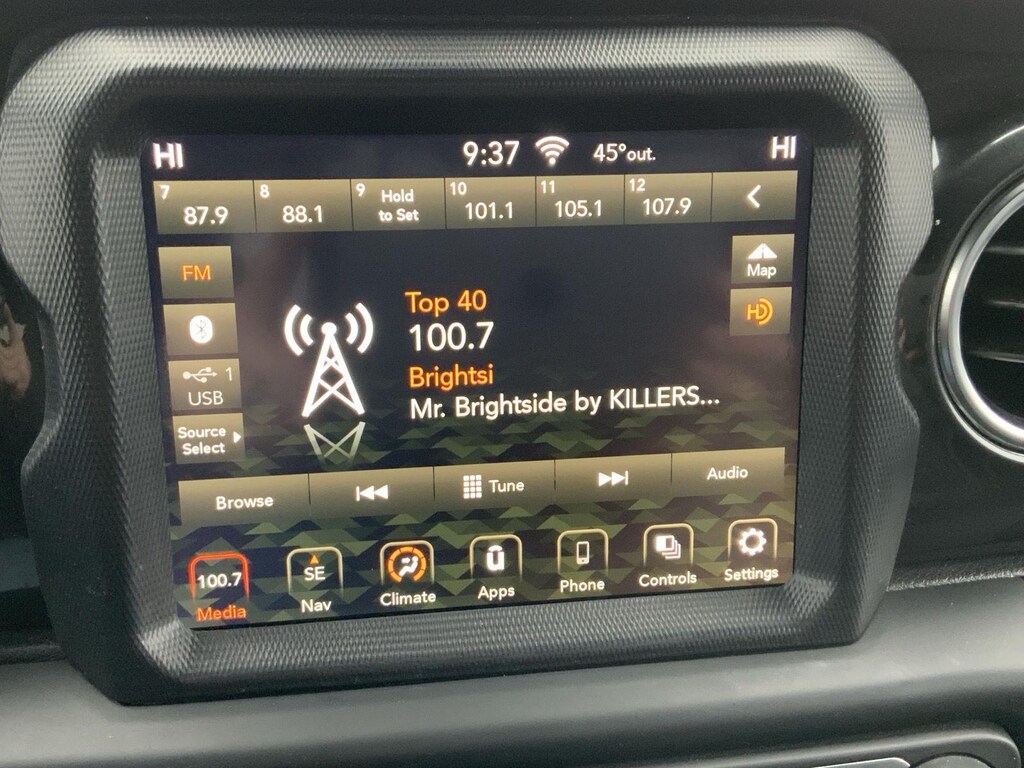 HI 9:37 45°out. HI
7 87.9 8 88.1 9 Hold to Set 10 101.1 11 105.1 12 107.9
FM
Map
HD
Top 40
100.7
Brightsi
Mr. Brightside by KILLERS...
1
USB
Source
Select
Browse Tune Audio
100.7 SE
Media Nav Climate Apps Phone Controls Settings